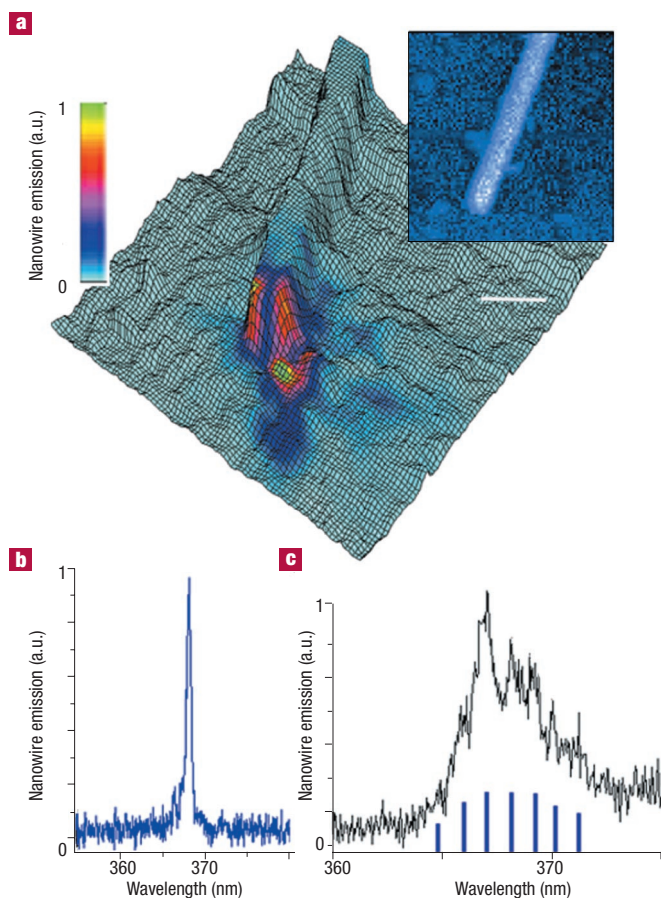 a
1
Nanowire emission (a.u.)
0
b
1
Nanowire emission (a.u.)
0
360
370
Wavelength (nm)
c
1
Nanowire emission (a.u.)
0
360
370
Wavelength (nm)